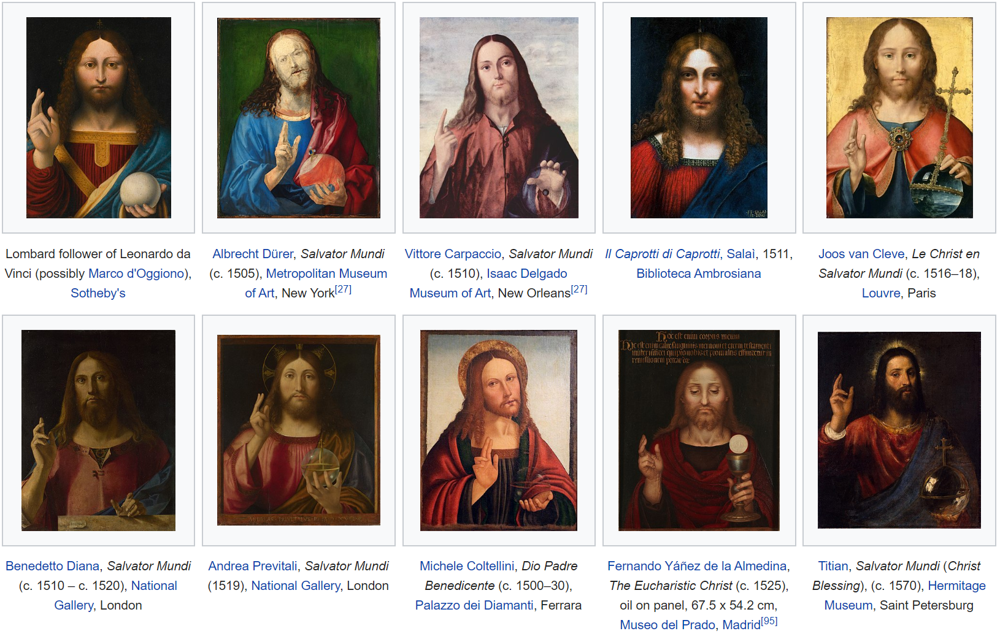 FE·SALAI·
Lombard follower of Leonardo da
Vinci (possibly Marco d'Oggiono),
Sotheby's
Albrecht Dürer, Salvator Mundi
(c. 1505), Metropolitan Museum
of Art, New York[27]
Vittore Carpaccio, Salvator Mundi
(c. 1510), Isaac Delgado
Museum of Art, New Orleans[27]
Il Caprotti di Caprotti, Salaì, 1511,
Biblioteca Ambrosiana
Joos van Cleve, Le Christ en
Salvator Mundi (c. 1516–18),
Louvre, Paris
Hoc est enim corpus meum
Benedetto Diana, Salvator Mundi
(c. 1510 – c. 1520), National
Gallery, London
Andrea Previtali, Salvator Mundi
(1519), National Gallery, London
Michele Coltellini, Dio Padre
Benedicente (c. 1500–30),
Palazzo dei Diamanti, Ferrara
Fernando Yáñez de la Almedina,
The Eucharistic Christ (c. 1525),
oil on panel, 67.5 x 54.2 cm,
Museo del Prado, Madrid[95]
Titian, Salvator Mundi (Christ
Blessing), (c. 1570), Hermitage
Museum, Saint Petersburg